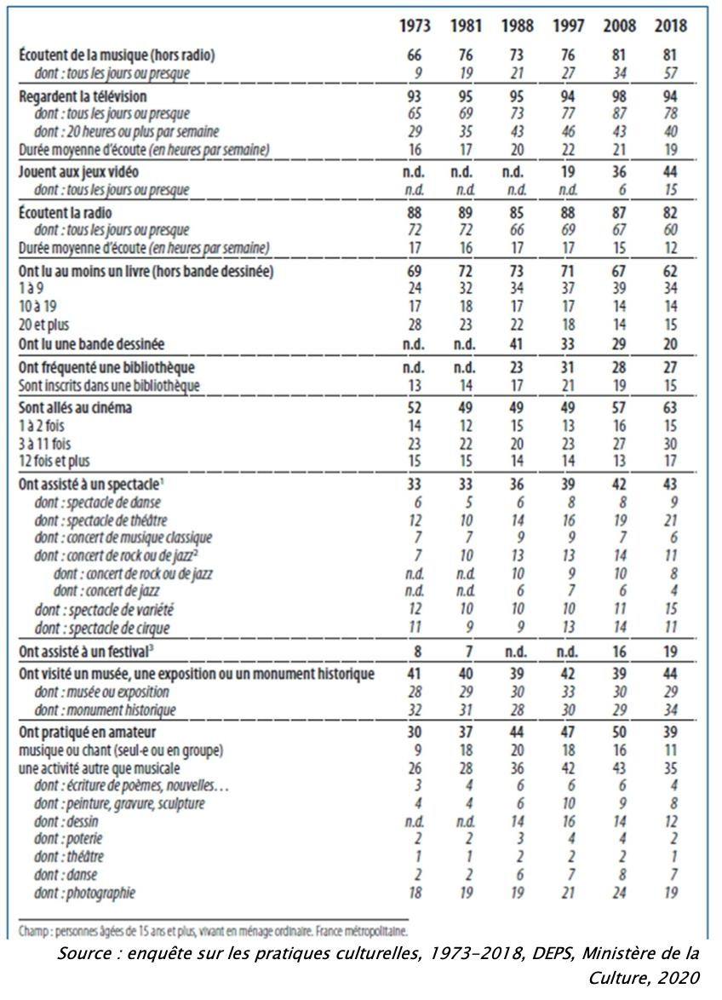 1973 1981 1988 1997 2008 2018
Écoutent de la musique (hors radio) 66 76 73 76 81 81
dont : tous les jours ou presque 9 19 21 27 34 57
Regardent la télévision 93 95 95 94 98 94
dont : tous les jours ou presque 65 69 73 77 87 78
dont : 20 heures ou plus par semaine 29 35 43 46 43 40
Durée moyenne d'écoute (en heures par semaine) 16 17 20 22 21 19
Jouent aux jeux vidéo n.d. n.d. n.d. 19 36 44
dont : tous les jours ou presque n.d. n.d. n.d. n.d. 6 15
Écoutent la radio 88 89 85 88 87 82
dont : tous les jours ou presque 72 72 66 69 67 60
Durée moyenne d'écoute (en heures par semaine) 17 16 17 17 15 12
Ont lu au moins un livre (hors bande dessinée) 69 72 73 71 67 62
1 à 9 24 32 34 37 39 34
10 à 19 17 18 17 17 14 14
20 et plus 28 23 22 18 14 15
Ont lu une bande dessinée n.d. n.d. 41 33 29 20
Ont fréquenté une bibliothèque n.d. n.d. 23 31 28 27
Sont inscrits dans une bibliothèque 13 14 17 21 19 15
Sont allés au cinéma 52 49 49 49 57 63
1 à 2 fois 14 12 15 13 16 15
3 à 11 fois 23 22 20 23 27 30
12 fois et plus 15 15 14 14 13 17
Ont assisté à un spectacle¹ 33 33 36 39 42 43
dont : spectacle de danse 6 5 6 8 8 9
dont : spectacle de théâtre 12 10 14 16 19 21
dont : concert de musique classique 7 7 9 9 7 6
dont : concert de rock ou de jazz² 7 10 13 13 14 11
dont : concert de rock ou de jazz n.d. n.d. 10 9 10 8
dont : concert de jazz n.d. n.d. 6 7 6 4
dont : spectacle de variété 12 10 10 10 11 15
dont : spectacle de cirque 11 9 9 13 14 11
Ont assisté à un festival³ 8 7 n.d. n.d. 16 19
Ont visité un musée, une exposition ou un monument historique 41 40 39 42 39 44
dont : musée ou exposition 28 29 30 33 30 29
dont : monument historique 32 31 28 30 29 34
Ont pratiqué en amateur 30 37 44 47 50 39
musique ou chant (seul·e ou en groupe) 9 18 20 18 16 11
une activité autre que musicale 26 28 36 42 43 35
dont : écriture de poèmes, nouvelles… 3 4 6 6 6 4
dont : peinture, gravure, sculpture 4 4 6 10 9 8
dont : dessin n.d. n.d. 14 16 14 12
dont : poterie 2 2 3 4 4 2
dont : théâtre 1 1 2 2 2 1
dont : danse 2 2 6 7 8 7
dont : photographie 18 19 19 21 24 19
Champ : personnes âgées de 15 ans et plus, vivant en ménage ordinaire. France métropolitaine.
Source : enquête sur les pratiques culturelles, 1973-2018, DEPS, Ministère de la
Culture, 2020